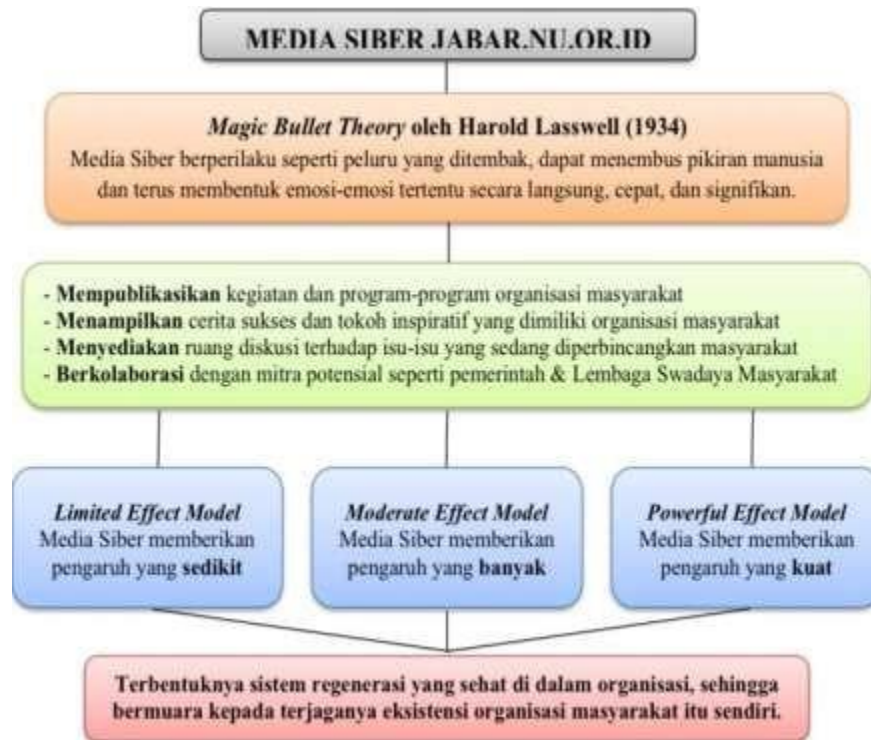 MEDIA SIBER JABAR.NU.OR.ID
Magic Bullet Theory oleh Harold Lasswell (1934)
Media Siber berperilaku seperti peluru yang ditembak, dapat menembus pikiran manusia
dan terus membentuk emosi-emosi tertentu secara langsung, cepat, dan signifikan.
- Mempublikasikan kegiatan dan program-program organisasi masyarakat
- Menampilkan cerita sukses dan tokoh inspiratif yang dimiliki organisasi masyarakat
- Menyediakan ruang diskusi terhadap isu-isu yang sedang diperbincangkan masyarakat
- Berkolaborasi dengan mitra potensial seperti pemerintah & Lembaga Swadaya Masyarakat
Limited Effect Model
Media Siber memberikan
pengaruh yang sedikit
Moderate Effect Model
Media Siber memberikan
pengaruh yang banyak
Powerful Effect Model
Media Siber memberikan
pengaruh yang kuat
Terbentuknya sistem regenerasi yang sehat di dalam organisasi, sehingga
bermuara kepada terjaganya eksistensi organisasi masyarakat itu sendiri.